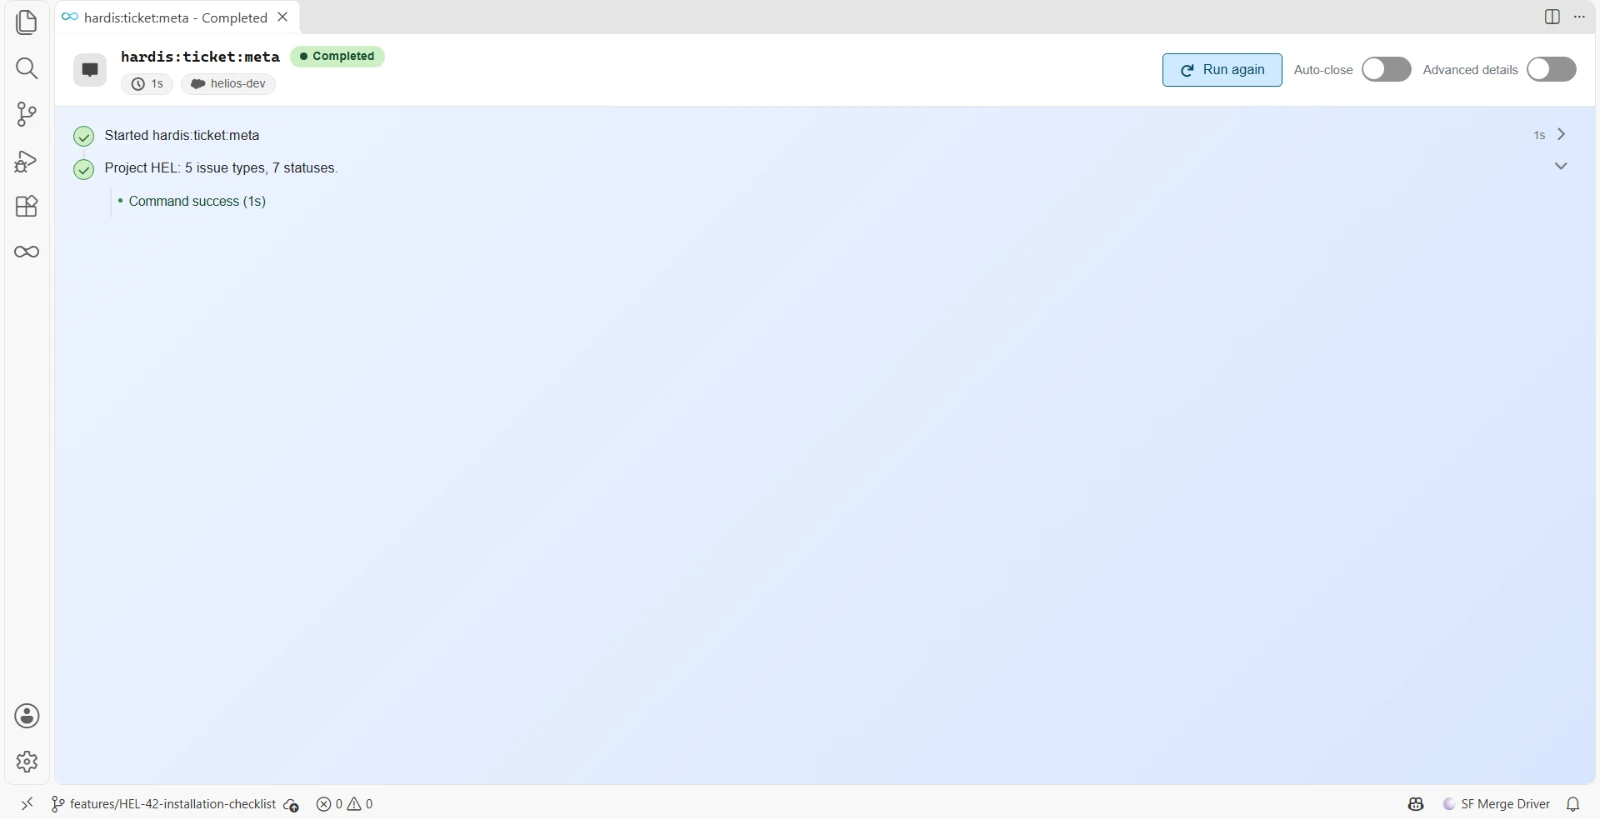 hardis:ticket:meta - Completed
hardis:ticket:meta
Completed
1s
helios-dev
Run again
Auto-close
Advanced details
Started hardis:ticket:meta
1s
Project HEL: 5 issue types, 7 statuses.
• Command success (1s)
features/HEL-42-installation-checklist
0
0
SF Merge Driver